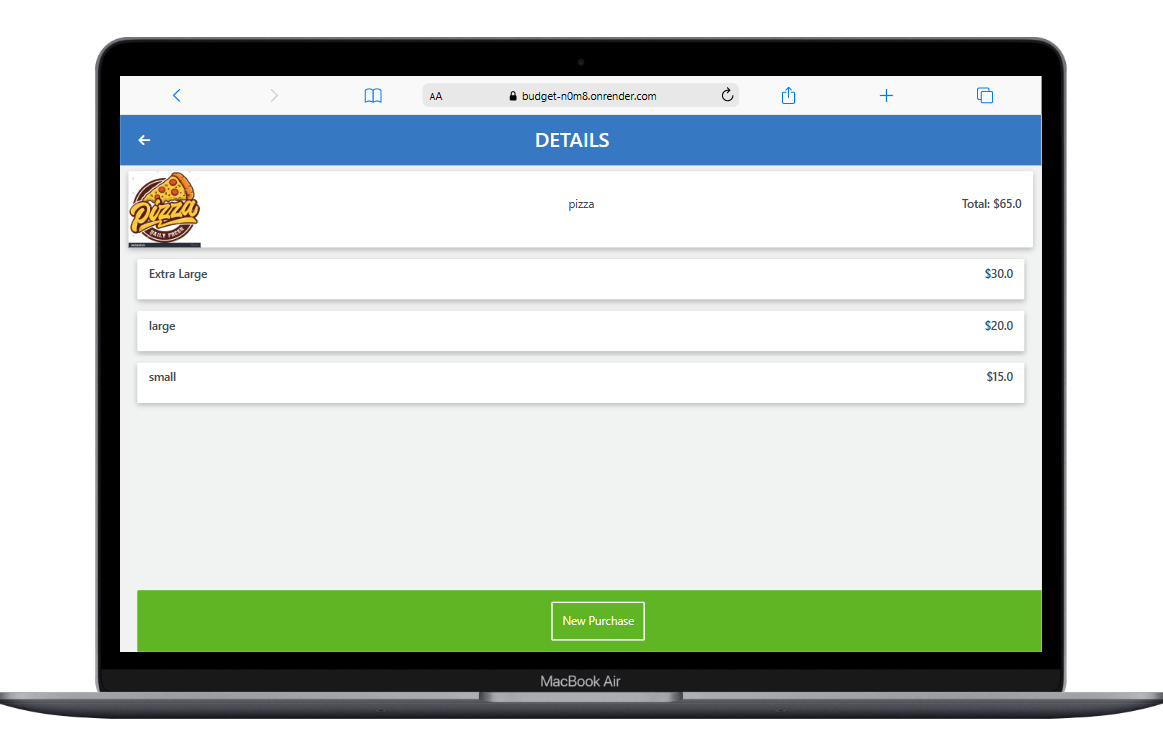 AA
budget-n0m8.onrender.com
DETAILS
pizza
DAILY FRESH
pizza
Total: $65.0
Extra Large
$30.0
large
$20.0
small
$15.0
New Purchase
MacBook Air